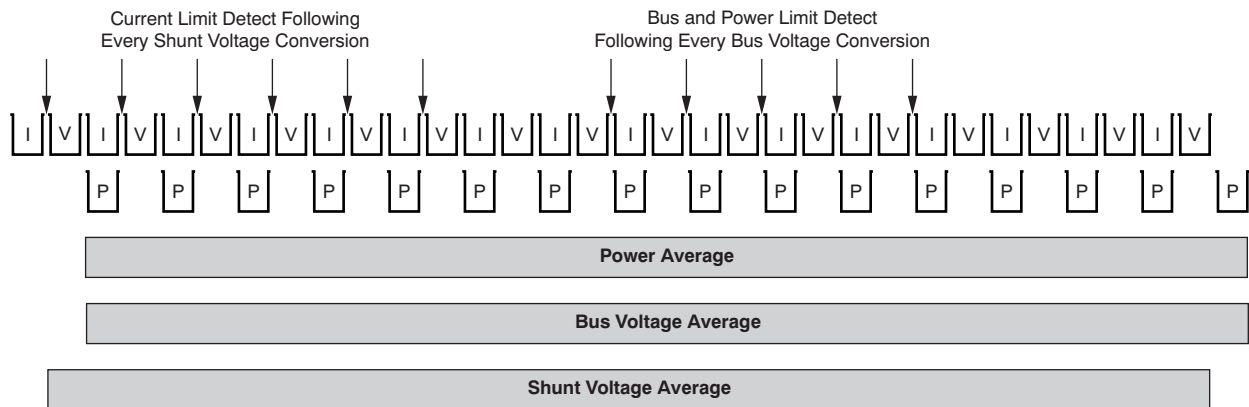 Current Limit Detect Following
Every Shunt Voltage Conversion
Bus and Power Limit Detect
Following Every Bus Voltage Conversion
I V I V I V I V I V I V I V I V I V I V I V I V I V I V I V I V
P P P P P P P P P P P P P P P P
Power Average
Bus Voltage Average
Shunt Voltage Average